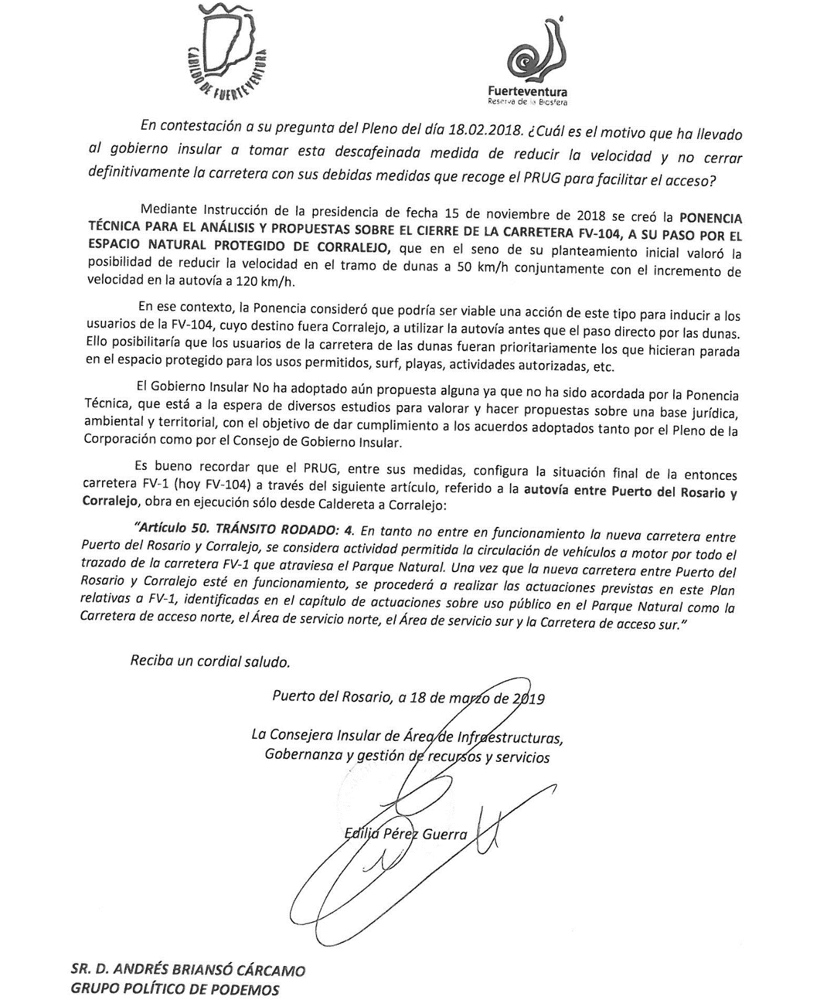 CABILDO DE FUERTEVENTURA
Fuerteventura
Reserva de la Biosfera
En contestación a su pregunta del Pleno del día 18.02.2018. ¿Cuál es el motivo que ha llevado
al gobierno insular a tomar esta descafeinada medida de reducir la velocidad y no cerrar
definitivamente la carretera con sus debidas medidas que recoge el PRUG para facilitar el acceso?
Mediante Instrucción de la presidencia de fecha 15 de noviembre de 2018 se creó la PONENCIA
TÉCNICA PARA EL ANÁLISIS Y PROPUESTAS SOBRE EL CIERRE DE LA CARRETERA FV-104, A SU PASO POR EL
ESPACIO NATURAL PROTEGIDO DE CORRALEJO, que en el seno de su planteamiento inicial valoró la
posibilidad de reducir la velocidad en el tramo de dunas a 50 km/h conjuntamente con el incremento de
velocidad en la autovía a 120 km/h.
En ese contexto, la Ponencia consideró que podría ser viable una acción de este tipo para inducir a los
usuarios de la FV-104, cuyo destino fuera Corralejo, a utilizar la autovía antes que el paso directo por las dunas.
Ello posibilitaría que los usuarios de la carretera de las dunas fueran prioritariamente los que hicieran parada
en el espacio protegido para los usos permitidos, surf, playas, actividades autorizadas, etc.
El Gobierno Insular No ha adoptado aún propuesta alguna ya que no ha sido acordada por la Ponencia
Técnica, que está a la espera de diversos estudios para valorar y hacer propuestas sobre una base jurídica,
ambiental y territorial, con el objetivo de dar cumplimiento a los acuerdos adoptados tanto por el Pleno de la
Corporación como por el Consejo de Gobierno Insular.
Es bueno recordar que el PRUG, entre sus medidas, configura la situación final de la entonces
carretera FV-1 (hoy FV-104) a través del siguiente artículo, referido a la autovía entre Puerto del Rosario y
Corralejo, obra en ejecución sólo desde Caldereta a Corralejo:
"Artículo 50. TRÁNSITO RODADO: 4. En tanto no entre en funcionamiento la nueva carretera entre
Puerto del Rosario y Corralejo, se considera actividad permitida la circulación de vehículos a motor por todo el
trazado de la carretera FV-1 que atraviesa el Parque Natural. Una vez que la nueva carretera entre Puerto del
Rosario y Corralejo esté en funcionamiento, se procederá a realizar las actuaciones previstas en este Plan
relativas a FV-1, identificadas en el capítulo de actuaciones sobre uso público en el Parque Natural como la
Carretera de acceso norte, el Área de servicio norte, el Área de servicio sur y la Carretera de acceso sur."
Reciba un cordial saludo.
Puerto del Rosario, a 18 de marzo de 2019
La Consejera Insular de Área de Infraestructuras,
Gobernanza y gestión de recursos y servicios
Edilia Pérez Guerra
SR. D. ANDRÉS BRIANSÓ CÁRCAMO
GRUPO POLÍTICO DE PODEMOS